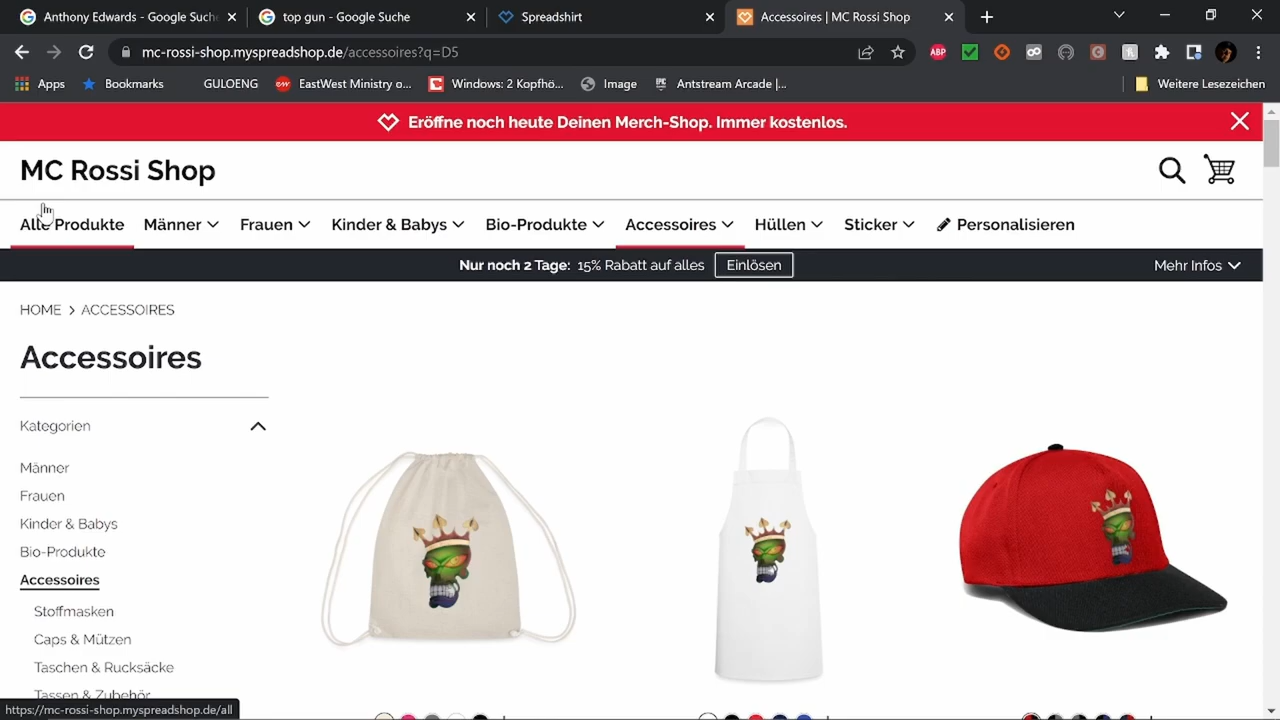 Anthony Edwards - Google Suche
top gun - Google Suche
Spreadshirt
Accessoires | MC Rossi Shop
mc-rossi-shop.myspreadshop.de/accessoires?q=D5
ABP
Apps
Bookmarks
GULOENG
EastWest Ministry o...
Windows: 2 Kopfhö...
Image
Antstream Arcade |...
Weitere Lesezeichen
Eröffne noch heute Deinen Merch-Shop. Immer kostenlos.
MC Rossi Shop
Alle Produkte
Männer
Frauen
Kinder & Babys
Bio-Produkte
Accessoires
Hüllen
Sticker
Personalisieren
Nur noch 2 Tage: 15% Rabatt auf alles
Einlösen
Mehr Infos
HOME > ACCESSOIRES
Accessoires
Kategorien
Männer
Frauen
Kinder & Babys
Bio-Produkte
Accessoires
Stoffmasken
Caps & Mützen
Taschen & Rucksäcke
Tassen & Zubehör
https://mc-rossi-shop.myspreadshop.de/all